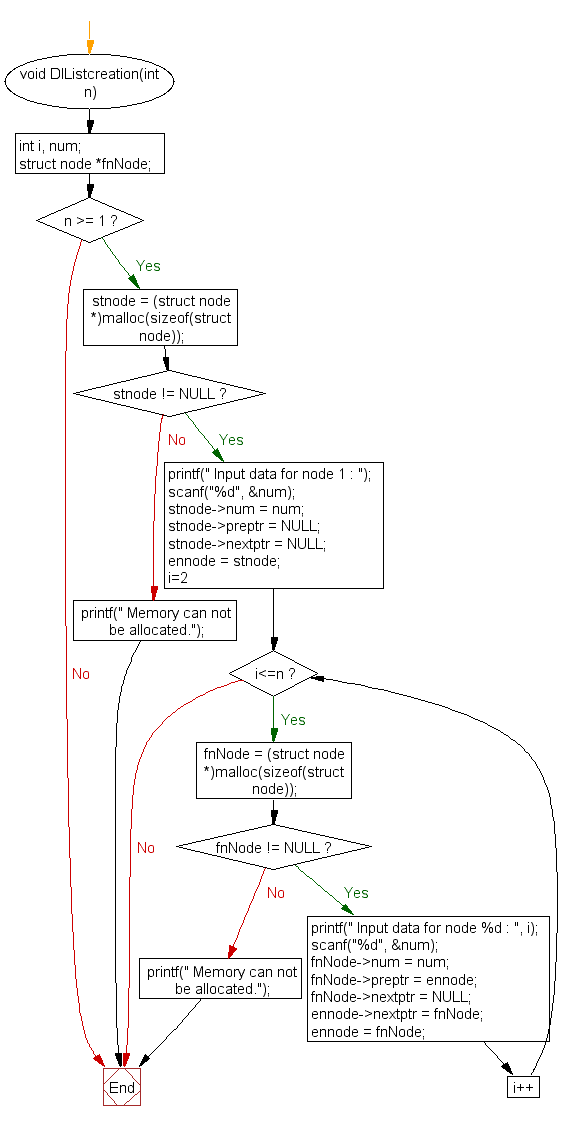 void DlListcreation(int
n)
int i, num;
struct node *fnNode;
n >= 1 ?
Yes
stnode = (struct node
*)malloc(sizeof(struct
node));
stnode != NULL ?
No
Yes
printf(" Input data for node 1 : ");
scanf("%d", &num);
stnode->num = num;
stnode->preptr = NULL;
stnode->nextptr = NULL;
ennode = stnode;
i=2
printf(" Memory can not
be allocated.");
No
i<=n ?
Yes
fnNode = (struct node
*)malloc(sizeof(struct
node));
No
fnNode != NULL ?
No
Yes
printf(" Input data for node %d : ", i);
scanf("%d", &num);
fnNode->num = num;
fnNode->preptr = ennode;
fnNode->nextptr = NULL;
ennode->nextptr = fnNode;
ennode = fnNode;
printf(" Memory can not
be allocated.");
End
i++